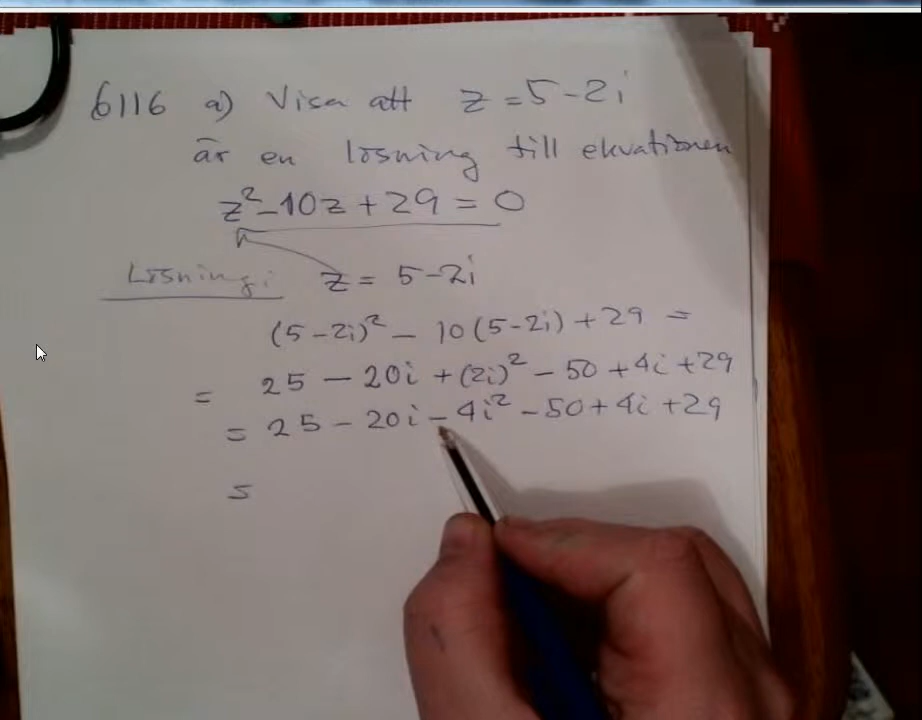 6116 a) Visa att z = 5 - 2i
är en lösning till ekvationen
z² - 10z + 29 = 0
Lösning: z = 5 - 2i
(5 - 2i)² - 10(5 - 2i) + 29 =
= 25 - 20i + (2i)² - 50 + 4i + 29
= 25 - 20i - 4i² - 50 + 4i + 29
=